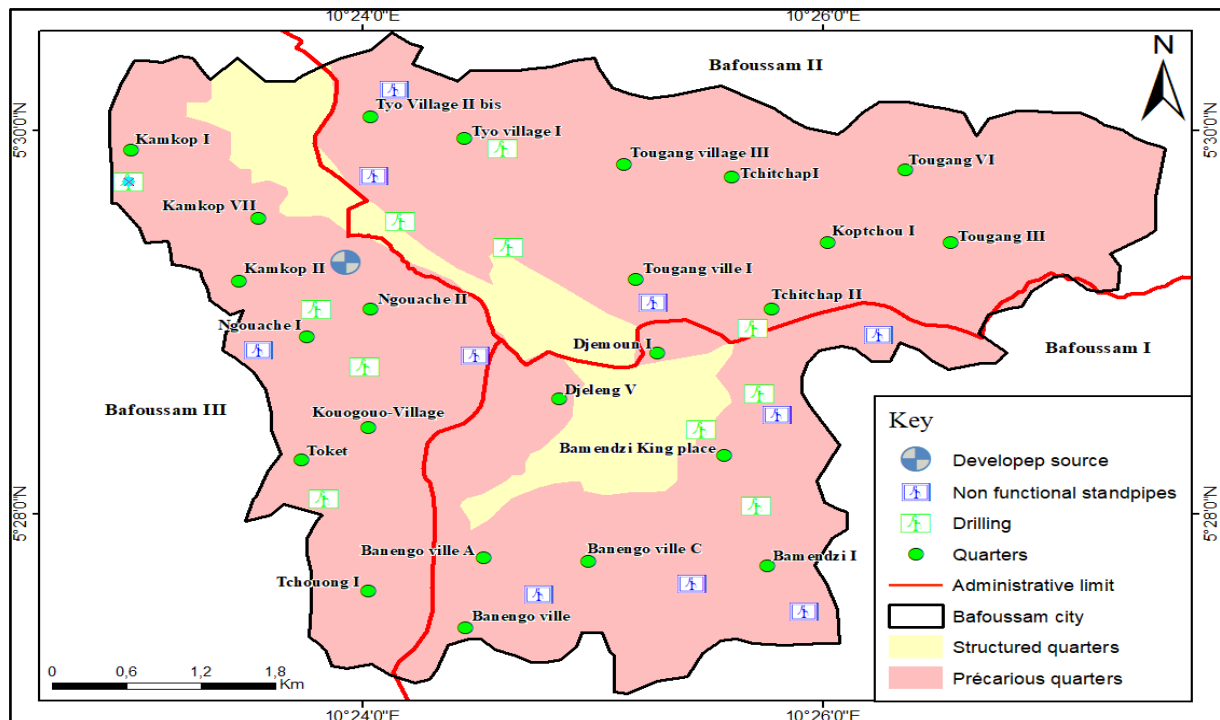 10°24'0"E
10°26'0"E
N
Bafoussam II
Tyo Village II bis
5°30'0"N
5°30'0"N
Kamkop I
Tyo village I
Tougang village III
TchitchapI
Tougang VI
Kamkop VII
Koptchou I
Tougang III
Kamkop II
Tougang ville I
Ngouache II
Tchitchap II
Ngouache I
Djemoun I
Bafoussam I
Djeleng V
Bafoussam III
Kouogouo-Village
Toket
Bamendzi King place
5°28'0"N
5°28'0"N
Banengo ville A
Banengo ville C
Bamendzi I
Tchouong I
Banengo ville
Key
Developep source
Non functional standpipes
Drilling
Quarters
Administrative limit
Bafoussam city
Structured quarters
Précarious quarters
0 0,6 1,2 1,8
Km
10°24'0"E
10°26'0"E